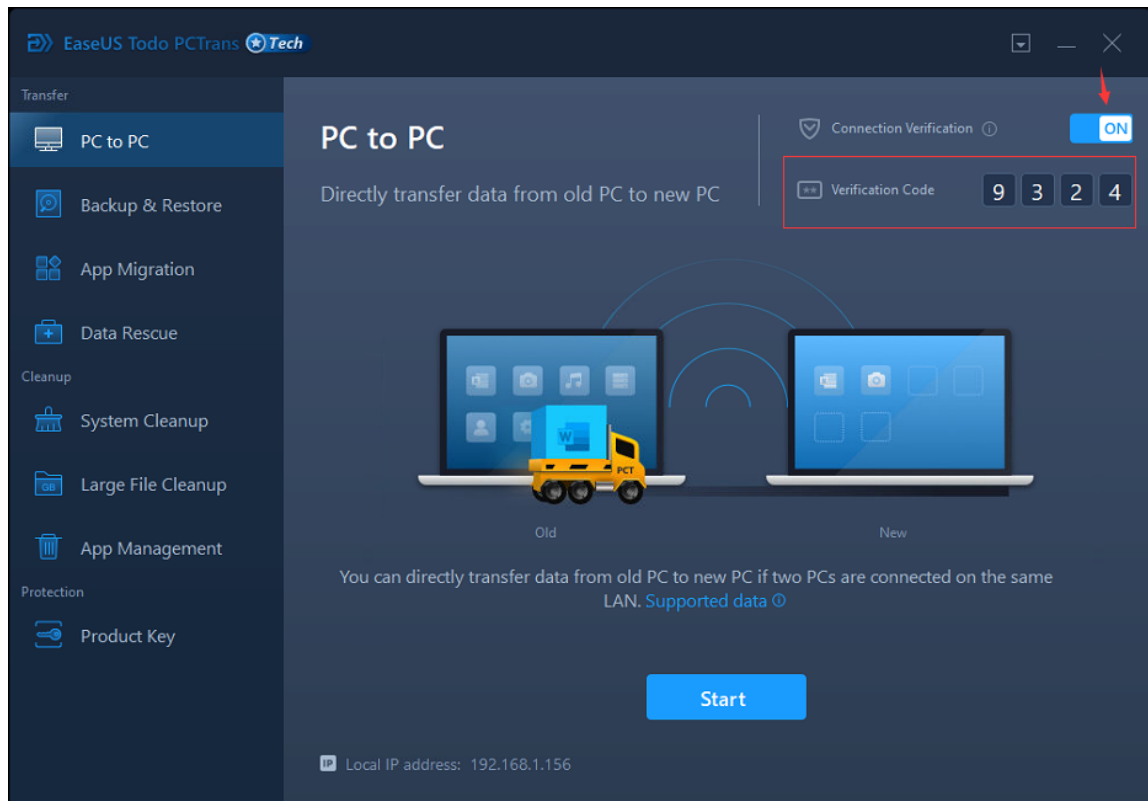 EaseUS Todo PCTrans Tech
Transfer
PC to PC
Backup & Restore
App Migration
Data Rescue
Cleanup
System Cleanup
GB
Large File Cleanup
App Management
Protection
Product Key
PC to PC
Directly transfer data from old PC to new PC
Connection Verification
ON
Verification Code
9 3 2 4
W
PCT
Old
New
You can directly transfer data from old PC to new PC if two PCs are connected on the same
LAN. Supported data
Start
IP Local IP address: 192.168.1.156